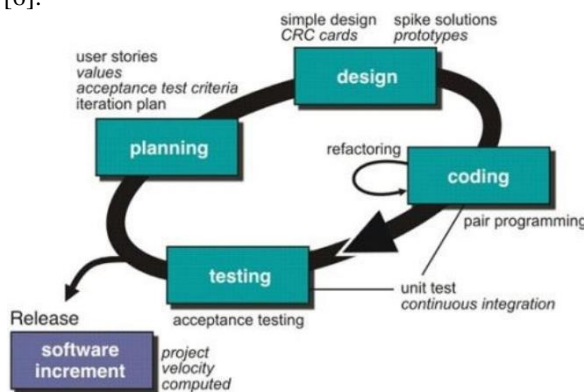 [6].
simple design
CRC cards
spike solutions
prototypes
user stories
values
acceptance test criteria
iteration plan
design
planning
refactoring
coding
pair programming
testing
unit test
continuous integration
acceptance testing
Release
software
increment
project
velocity
computed